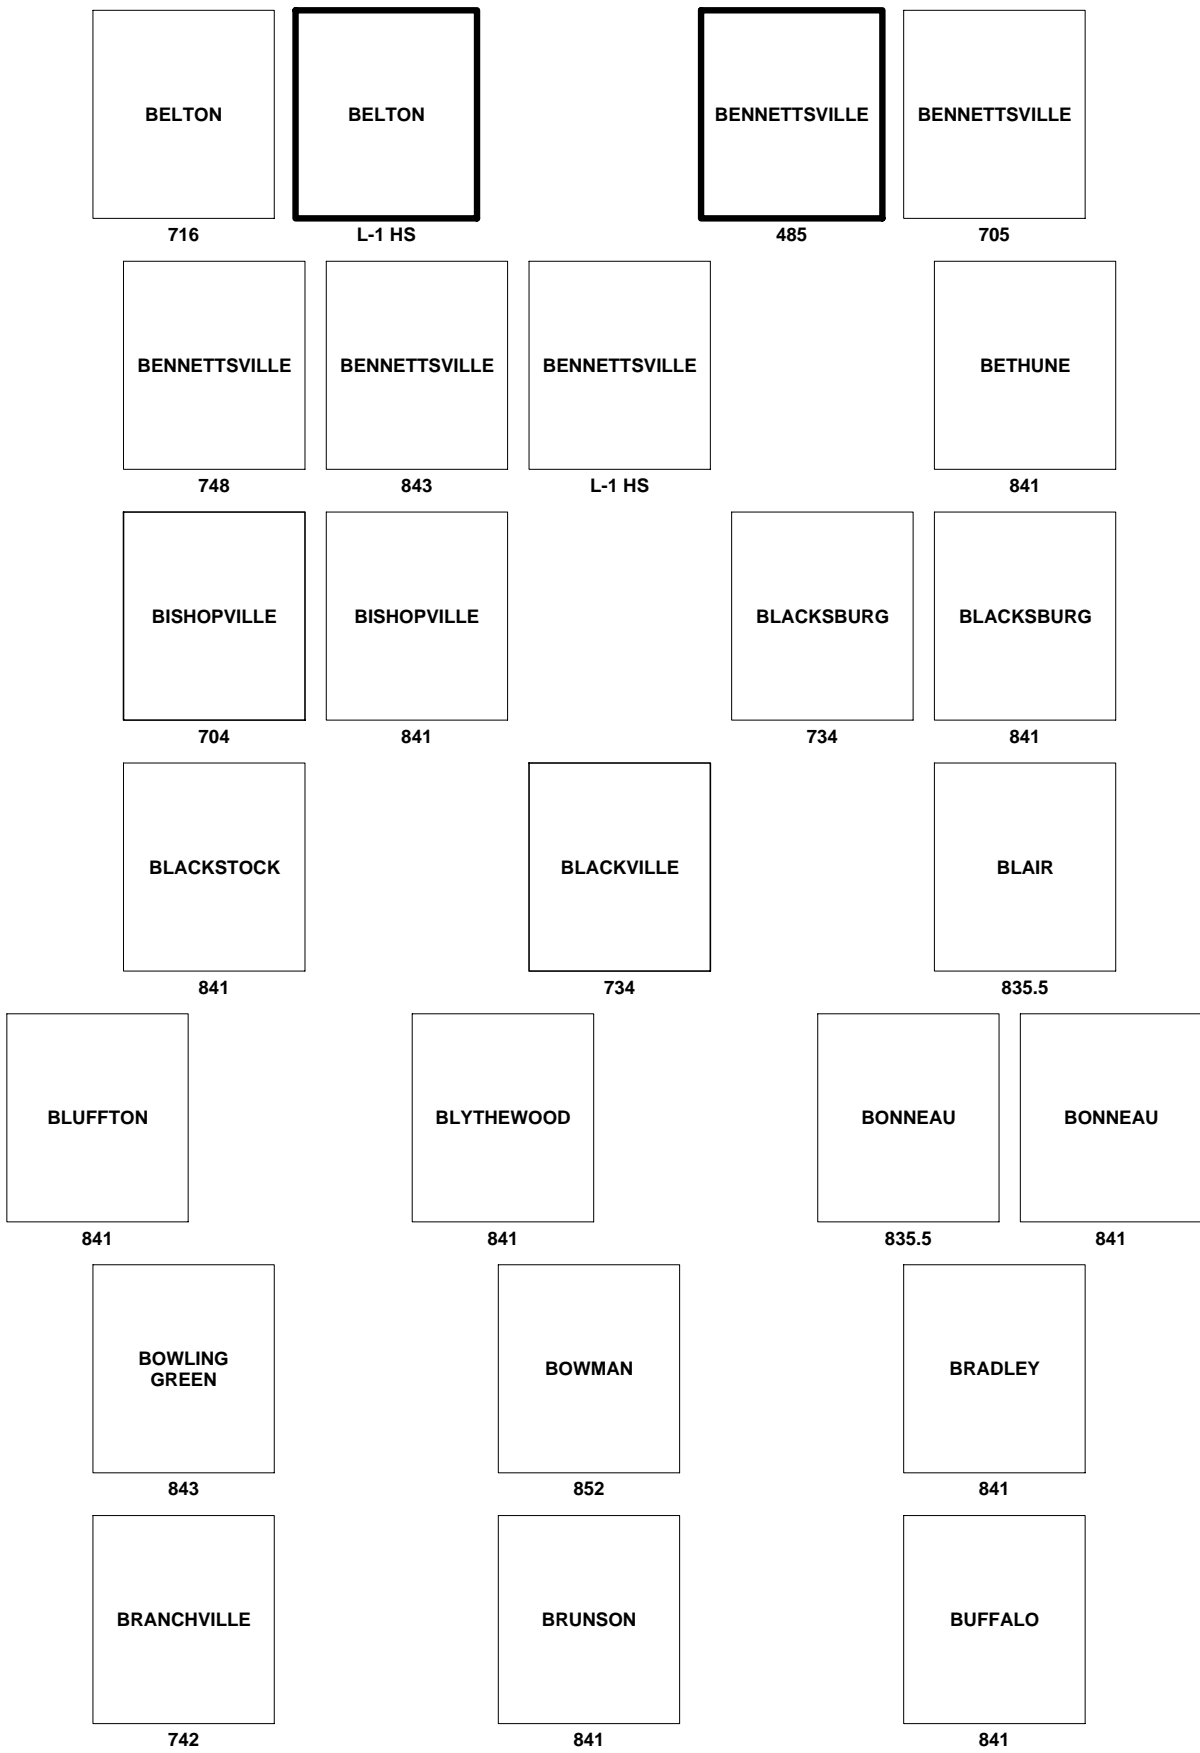 BELTON
BELTON
BENNETTSVILLE
BENNETTSVILLE
716
L-1 HS
485
705
BENNETTSVILLE
BENNETTSVILLE
BENNETTSVILLE
BETHUNE
748
843
L-1 HS
841
BISHOPVILLE
BISHOPVILLE
BLACKSBURG
BLACKSBURG
704
841
734
841
BLACKSTOCK
BLACKVILLE
BLAIR
841
734
835.5
BLUFFTON
BLYTHEWOOD
BONNEAU
BONNEAU
841
841
835.5
841
BOWLING
GREEN
BOWMAN
BRADLEY
843
852
841
BRANCHVILLE
BRUNSON
BUFFALO
742
841
841